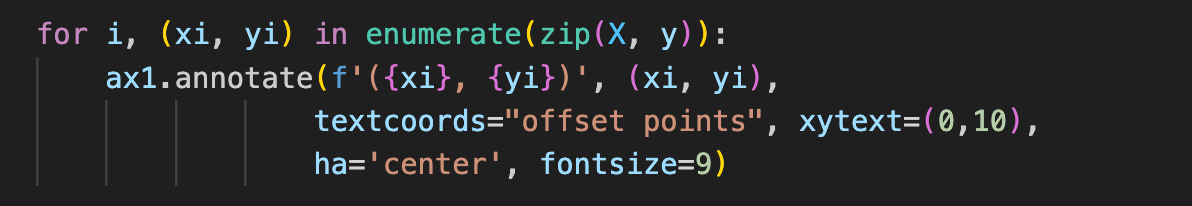 for i, (xi, yi) in enumerate(zip(X, y)):
    ax1.annotate(f'({xi}, {yi})', (xi, yi),
                textcoords="offset points", xytext=(0,10),
                ha='center', fontsize=9)